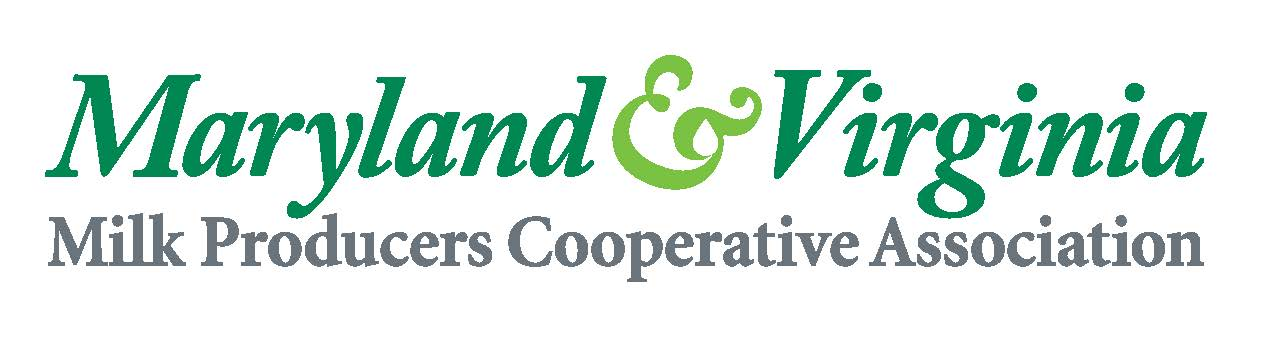 Maryland & Virginia
Milk Producers Cooperative Association